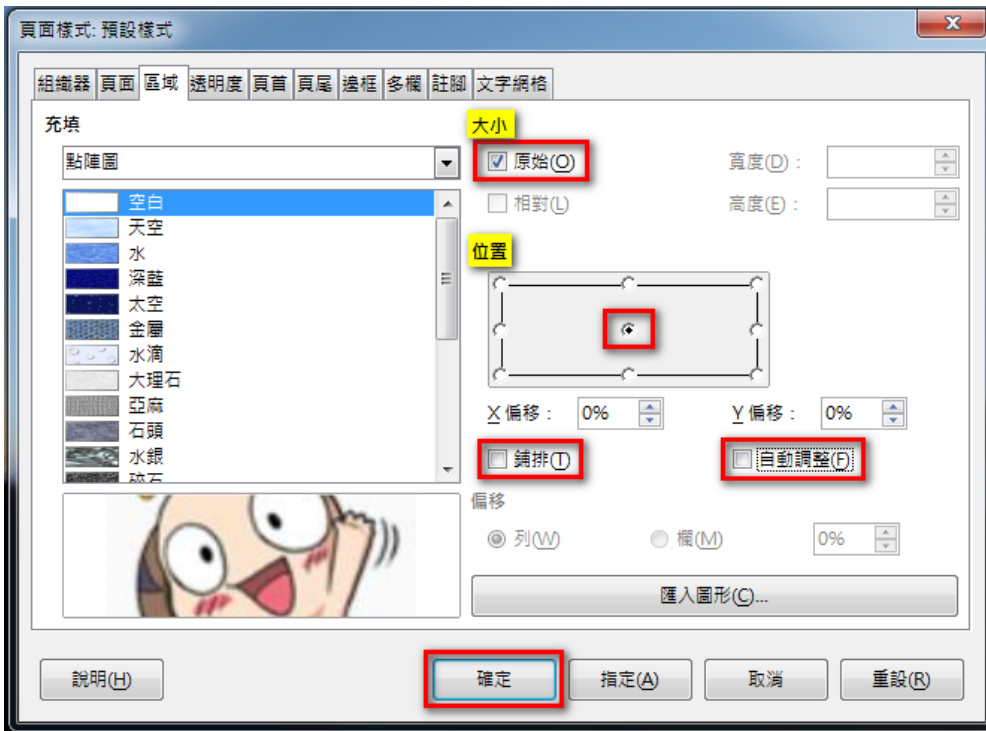 頁面樣式: 預設樣式
組織器 頁面 區域 透明度 頁首 頁尾 邊框 多欄 註腳 文字網格
充填
點陣圖
空白
天空
水
深藍
太空
金屬
水滴
大理石
亞麻
石頭
水銀
碎石
大小
原始(O) 寬度(D)：
相對(L) 高度(E)：
位置
X 偏移： 0% Y 偏移： 0%
鋪排(T) 自動調整(F)
偏移
列(W) 欄(M) 0%
匯入圖形(C)...
說明(H) 確定 指定(A) 取消 重設(R)